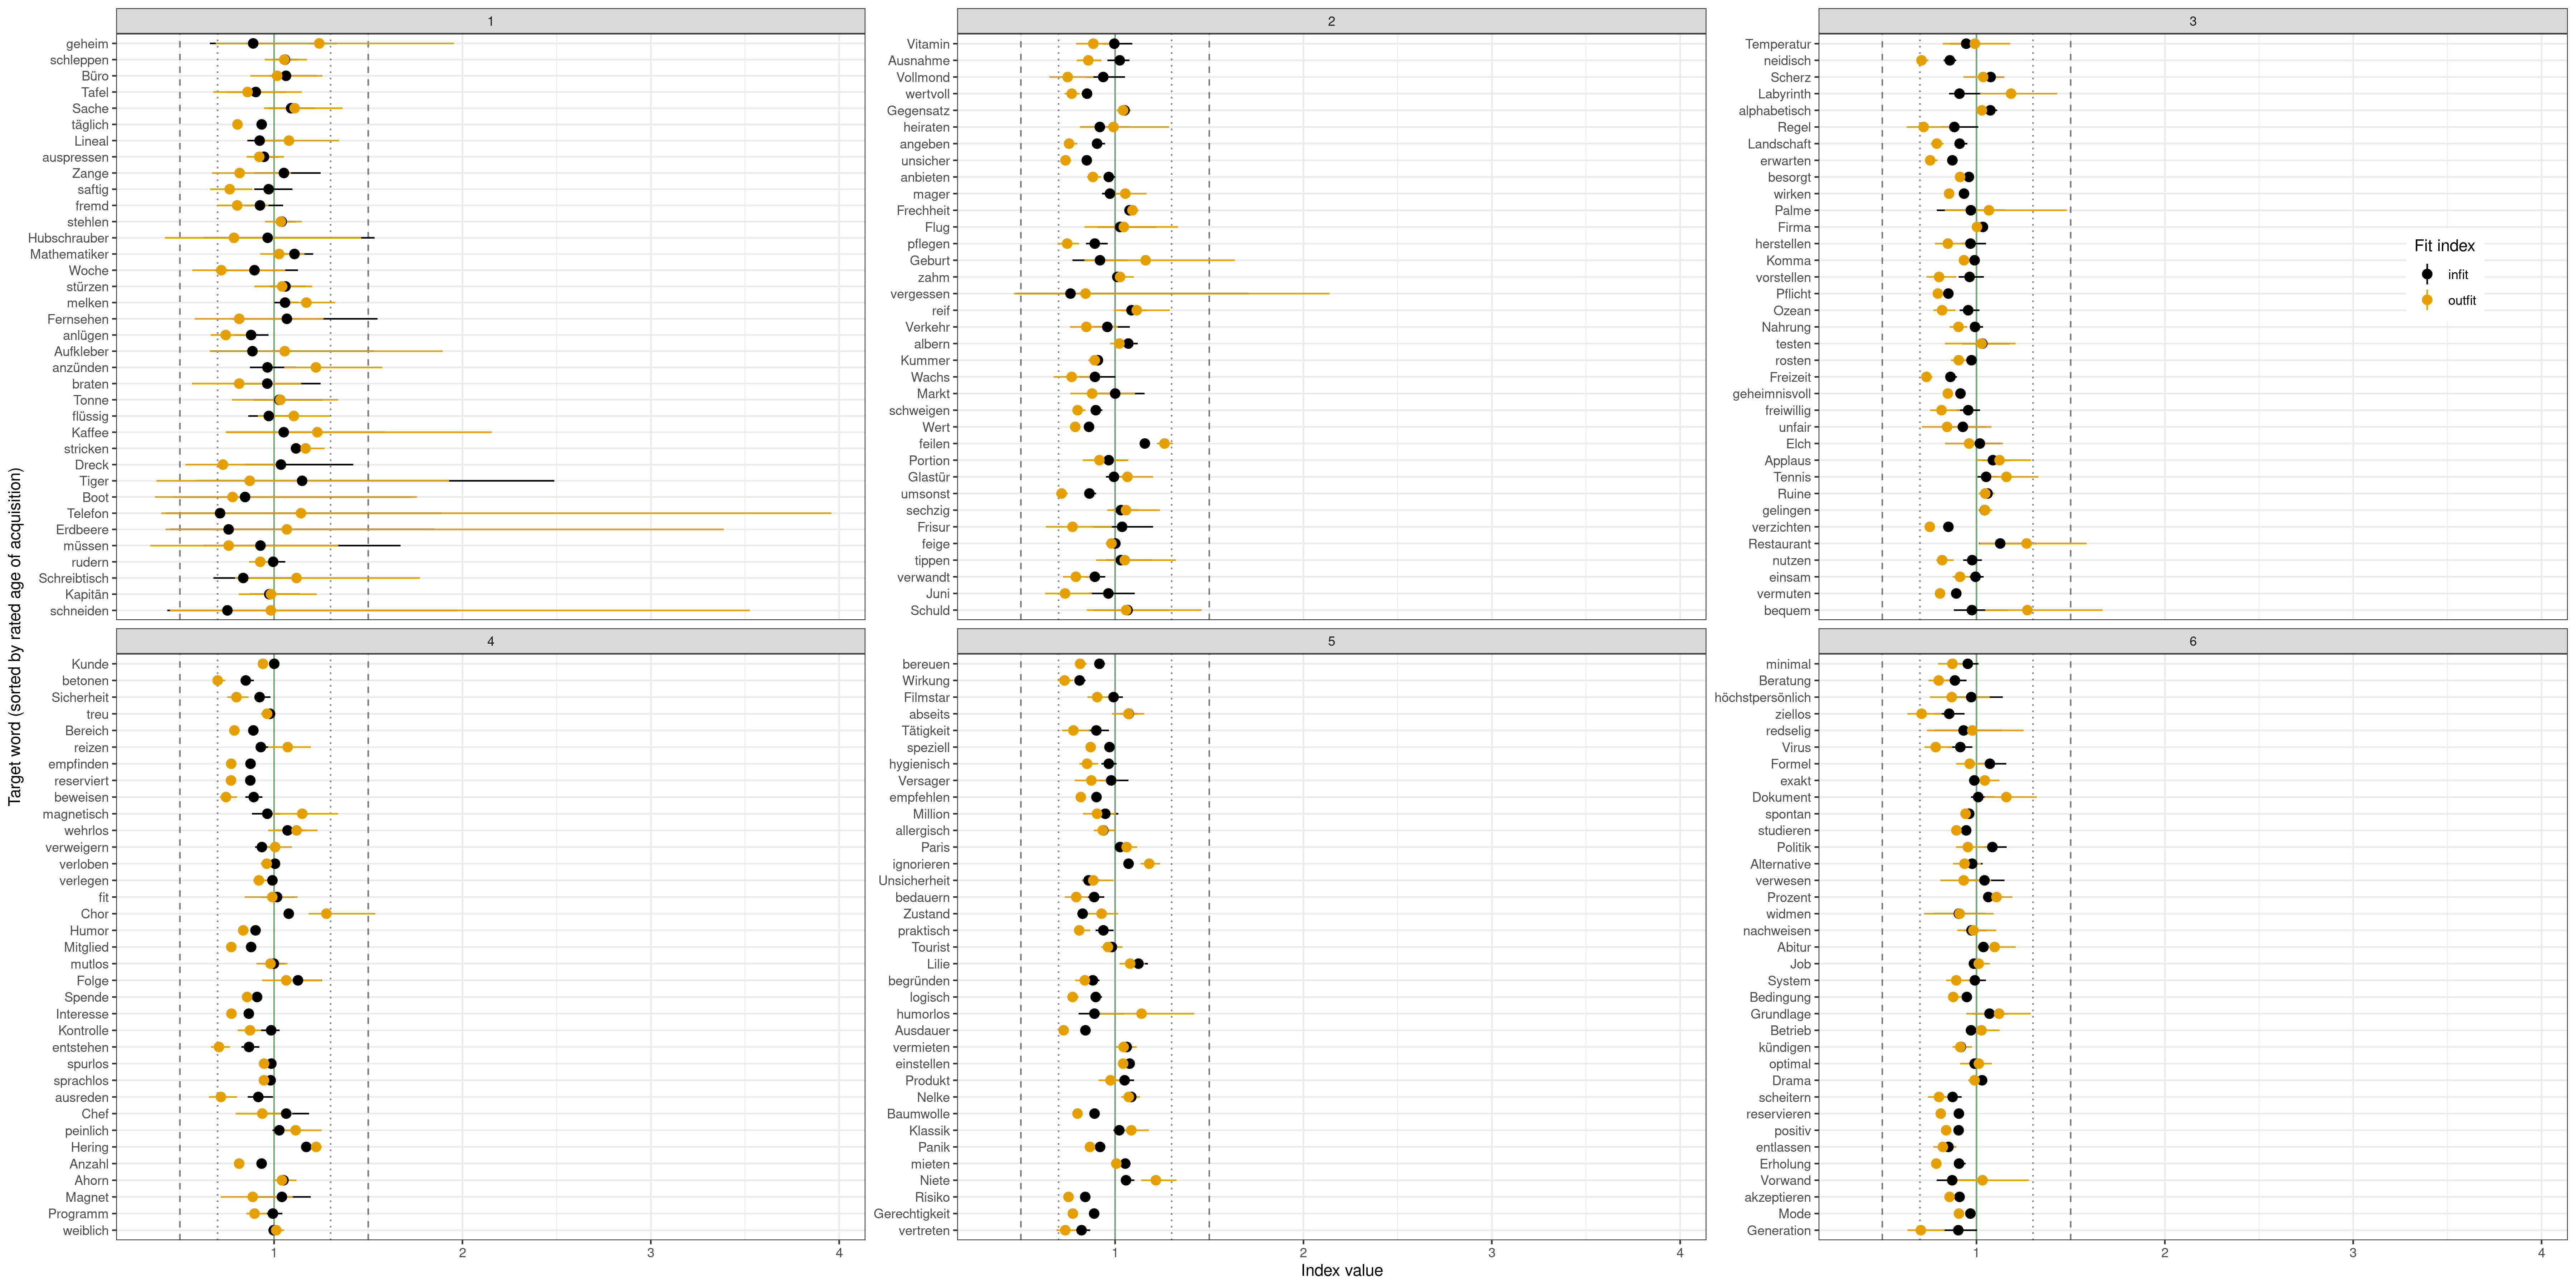 1
2
3
geheim
schleppen
Büro
Tafel
Sache
täglich
Lineal
auspressen
Zange
saftig
fremd
stehlen
Hubschrauber
Mathematiker
Woche
stürzen
melken
Fernsehen
anlügen
Aufkleber
anzünden
braten
Tonne
flüssig
Kaffee
stricken
Dreck
Tiger
Boot
Telefon
Erdbeere
müssen
rudern
Schreibtisch
Kapitän
schneiden
Vitamin
Ausnahme
Vollmond
wertvoll
Gegensatz
heiraten
angeben
unsicher
anbieten
mager
Frechheit
Flug
pflegen
Geburt
zahm
vergessen
reif
Verkehr
albern
Kummer
Wachs
Markt
schweigen
Wert
feilen
Portion
Glastür
umsonst
sechzig
Frisur
feige
tippen
verwandt
Juni
Schuld
Temperatur
neidisch
Scherz
Labyrinth
alphabetisch
Regel
Landschaft
erwarten
besorgt
wirken
Palme
Firma
herstellen
Komma
vorstellen
Pflicht
Ozean
Nahrung
testen
rosten
Freizeit
geheimnisvoll
freiwillig
unfair
Elch
Applaus
Tennis
Ruine
gelingen
verzichten
Restaurant
nutzen
einsam
vermuten
bequem
Fit index
infit
outfit
Target word (sorted by rated age of acquisition)
4
5
6
Kunde
betonen
Sicherheit
treu
Bereich
reizen
empfinden
reserviert
beweisen
magnetisch
wehrlos
verweigern
verloben
verlegen
fit
Chor
Humor
Mitglied
mutlos
Folge
Spende
Interesse
Kontrolle
entstehen
spurlos
sprachlos
ausreden
Chef
peinlich
Hering
Anzahl
Ahorn
Magnet
Programm
weiblich
bereuen
Wirkung
Filmstar
abseits
Tätigkeit
speziell
hygienisch
Versager
empfehlen
Million
allergisch
Paris
ignorieren
Unsicherheit
bedauern
Zustand
praktisch
Tourist
Lilie
begründen
logisch
humorlos
Ausdauer
vermieten
einstellen
Produkt
Nelke
Baumwolle
Klassik
Panik
mieten
Niete
Risiko
Gerechtigkeit
vertreten
minimal
Beratung
höchstpersönlich
ziellos
redselig
Virus
Formel
exakt
Dokument
spontan
studieren
Politik
Alternative
verwesen
Prozent
widmen
nachweisen
Abitur
Job
System
Bedingung
Grundlage
Betrieb
kündigen
optimal
Drama
scheitern
reservieren
positiv
entlassen
Erholung
Vorwand
akzeptieren
Mode
Generation
1 2 3 4
1 2 3 4
1 2 3 4
Index value